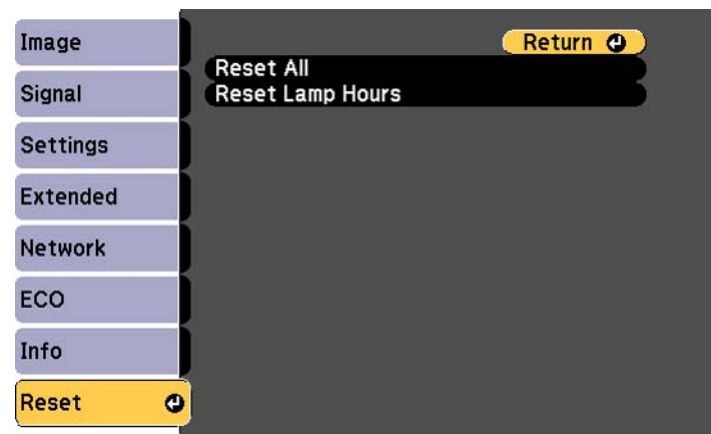 Image
Signal
Settings
Extended
Network
ECO
Info
Reset
Return
Reset All
Reset Lamp Hours